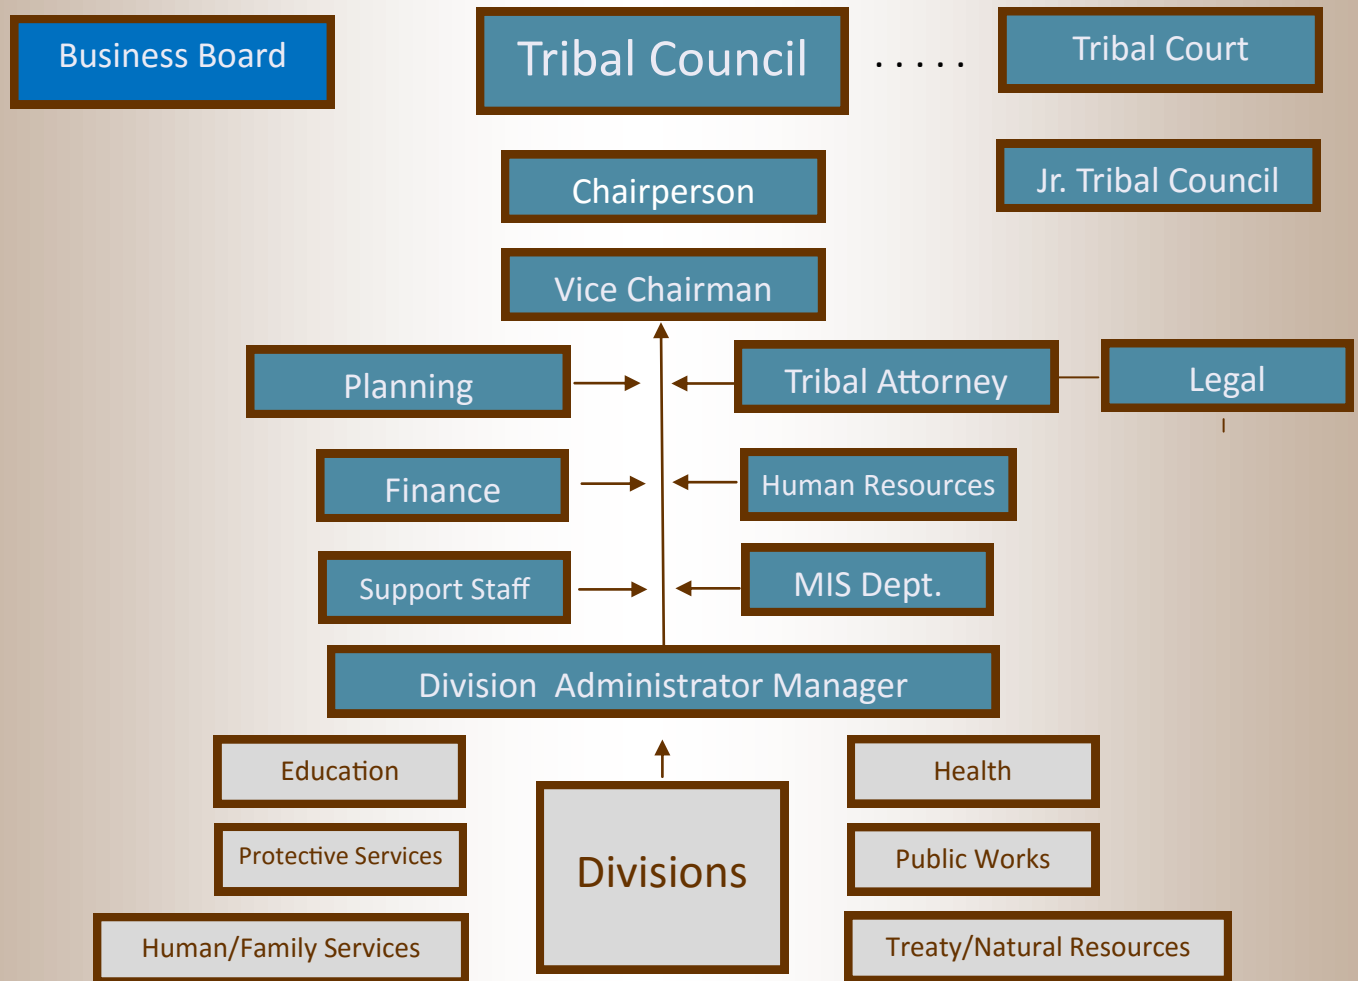 Business Board
Tribal Council
. . . . .
Tribal Court
Chairperson
Jr. Tribal Council
Vice Chairman
Planning
Tribal Attorney
Legal
Finance
Human Resources
Support Staff
MIS Dept.
Division  Administrator Manager
Education
Health
Protective Services
Divisions
Public Works
Human/Family Services
Treaty/Natural Resources